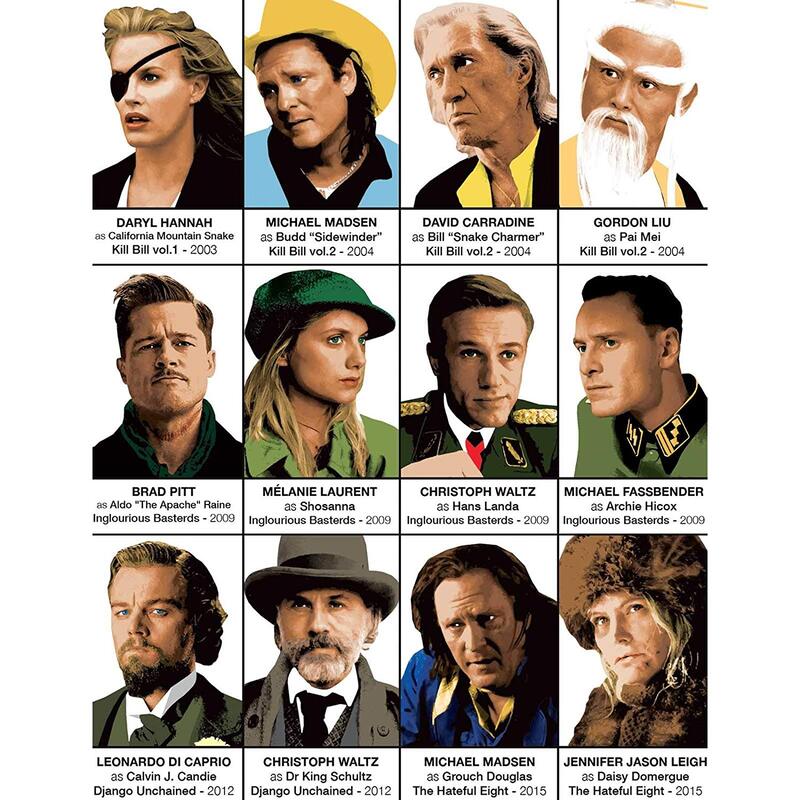 DARYL HANNAH
as California Mountain Snake
Kill Bill vol.1 - 2003
MICHAEL MADSEN
as Budd “Sidewinder”
Kill Bill vol.2 - 2004
DAVID CARRADINE
as Bill “Snake Charmer”
Kill Bill vol.2 - 2004
GORDON LIU
as Pai Mei
Kill Bill vol.2 - 2004
BRAD PITT
as Aldo "The Apache" Raine
Inglourious Basterds - 2009
MÉLANIE LAURENT
as Shosanna
Inglourious Basterds - 2009
CHRISTOPH WALTZ
as Hans Landa
Inglourious Basterds - 2009
MICHAEL FASSBENDER
as Archie Hicox
Inglourious Basterds - 2009
LEONARDO DI CAPRIO
as Calvin J. Candie
Django Unchained - 2012
CHRISTOPH WALTZ
as Dr King Schultz
Django Unchained - 2012
MICHAEL MADSEN
as Grouch Douglas
The Hateful Eight - 2015
JENNIFER JASON LEIGH
as Daisy Domergue
The Hateful Eight - 2015